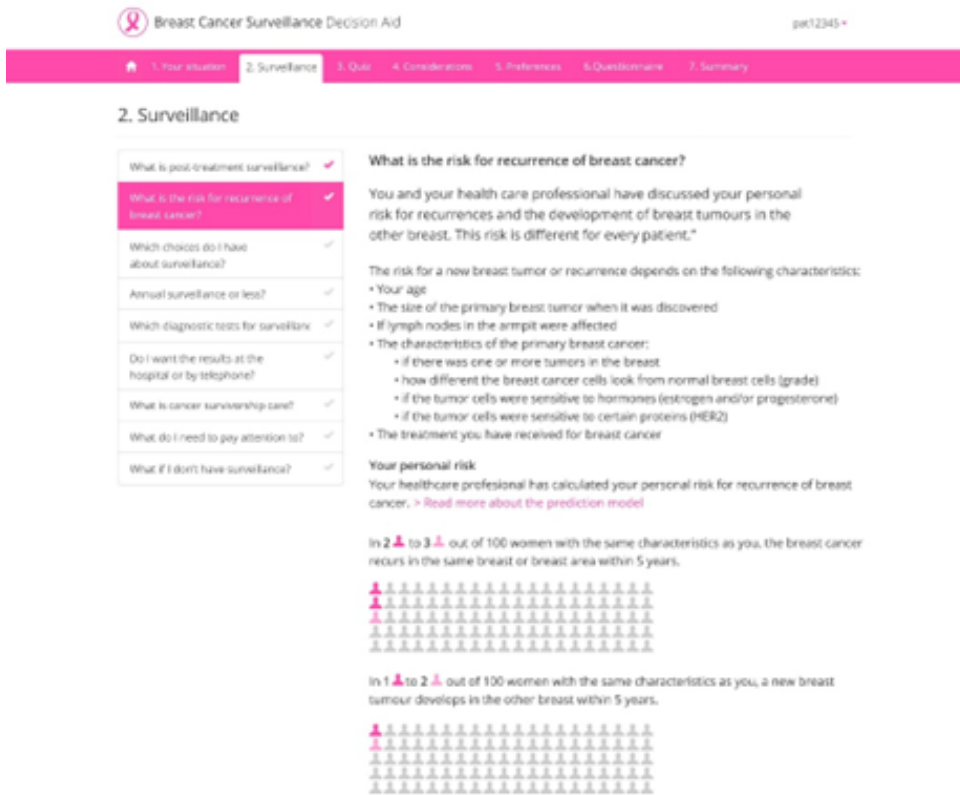 Breast Cancer Surveillance Decision Aid
pat12345
1. Your situation 2. Surveillance 3. Quiz 4. Considerations 5. Preferences 6.Questionnaire 7. Summary
2. Surveillance
What is post-treatment surveillance?
What is the risk for recurrence of
breast cancer?
Which choices do I have
about surveillance?
Annual surveillance or less?
Which diagnostic tests for surveillanc
Do I want the results at the
hospital or by telephone?
What is cancer survivership care?
What do I need to pay attention to?
What if I don't have surveillance?
What is the risk for recurrence of breast cancer?
You and your health care professional have discussed your personal
risk for recurrences and the development of breast tumours in the
other breast. This risk is different for every patient."
The risk for a new breast tumor or recurrence depends on the following characteristics:
• Your age
• The size of the primary breast tumor when it was discovered
• If lymph nodes in the armpit were affected
• The characteristics of the primary breast cancer:
• if there was one or more tumors in the breast
• how different the breast cancer cells look from normal breast cells (grade)
• if the tumor cells were sensitive to hormones (estrogen and/or progesterone)
• if the tumor cells were sensitive to certain proteins (HER2)
• The treatment you have received for breast cancer
Your personal risk
Your healthcare profesional has calculated your personal risk for recurrence of breast
cancer. > Read more about the prediction model
In 2 to 3 out of 100 women with the same characteristics as you, the breast cancer
recurs in the same breast or breast area within 5 years.
In 1 to 2 out of 100 women with the same characteristics as you, a new breast
tumour develops in the other breast within 5 years.